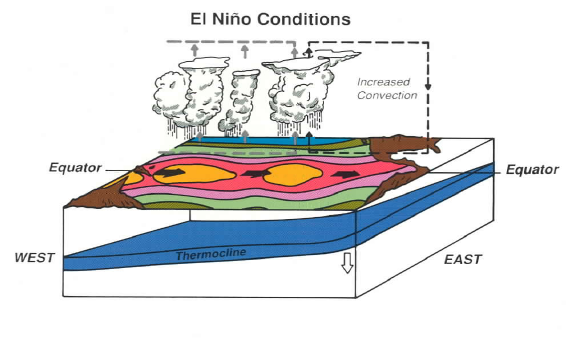 El Niño Conditions
Increased
Convection
Equator
Equator
WEST
Thermocline
EAST